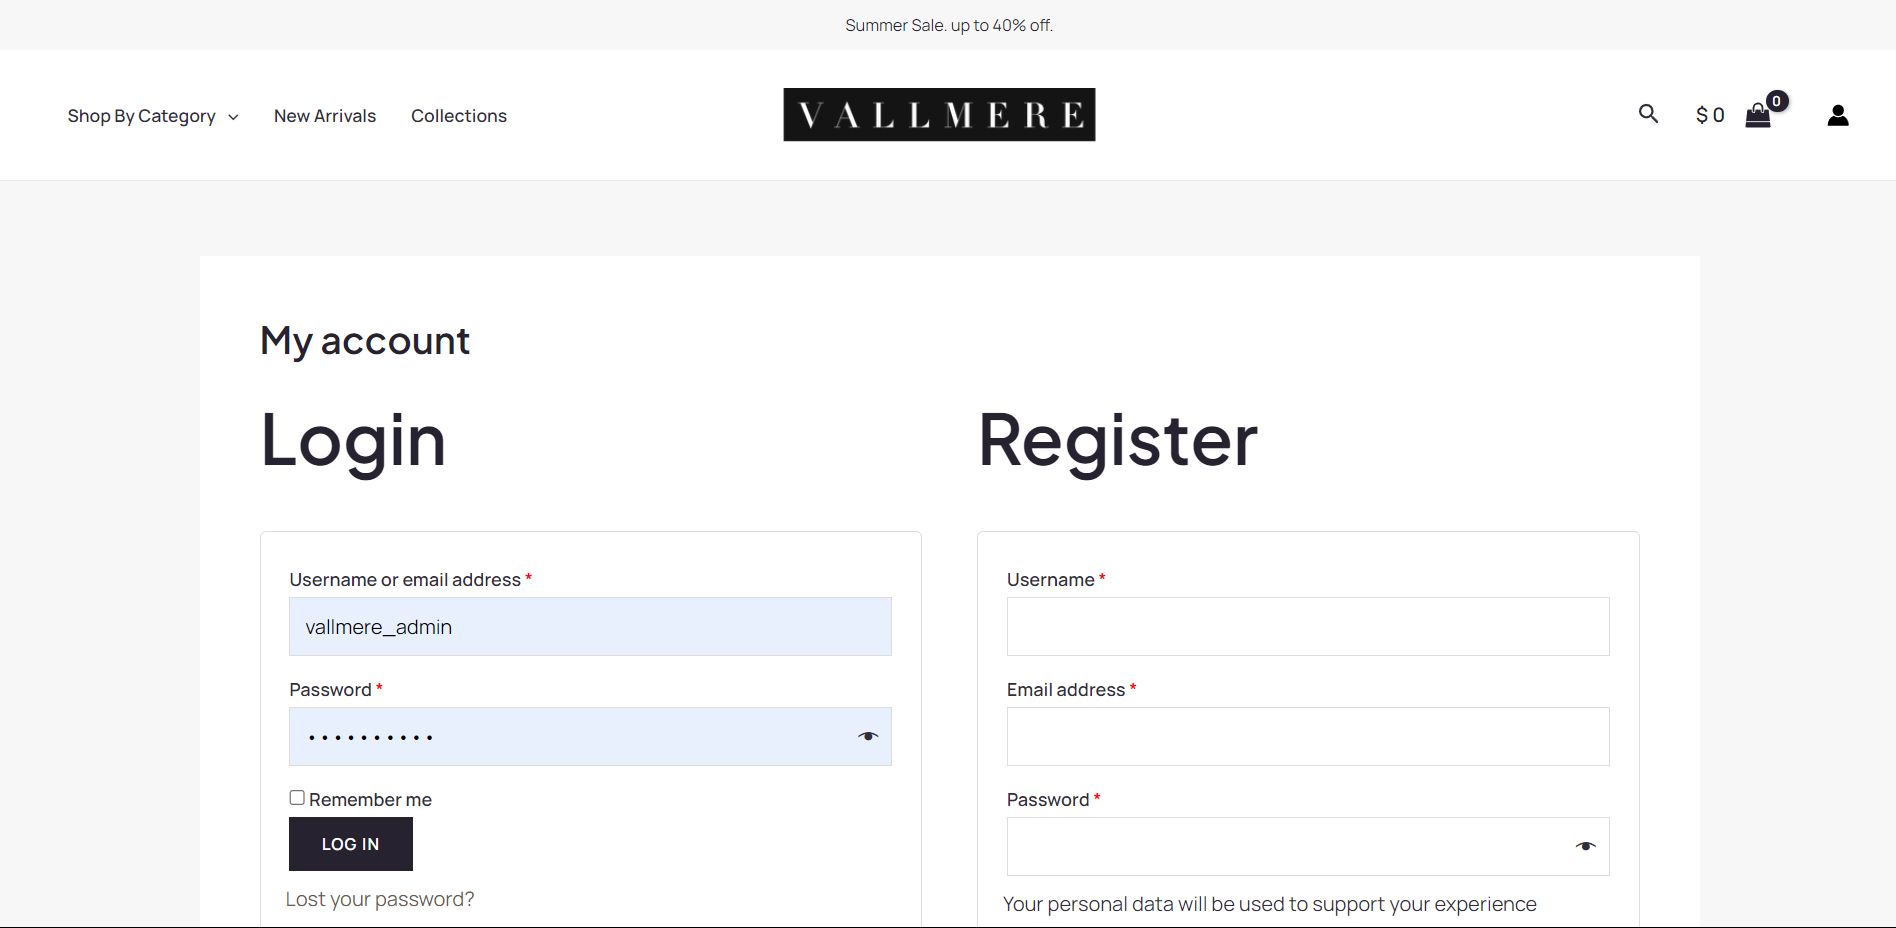 Summer Sale. up to 40% off.
Shop By Category New Arrivals Collections VALLMERE $ 0 0
My account
Login
Username or email address *
vallmere_admin
Password *
••••••••••
Remember me
LOG IN
Lost your password?
Register
Username *
Email address *
Password *
Your personal data will be used to support your experience